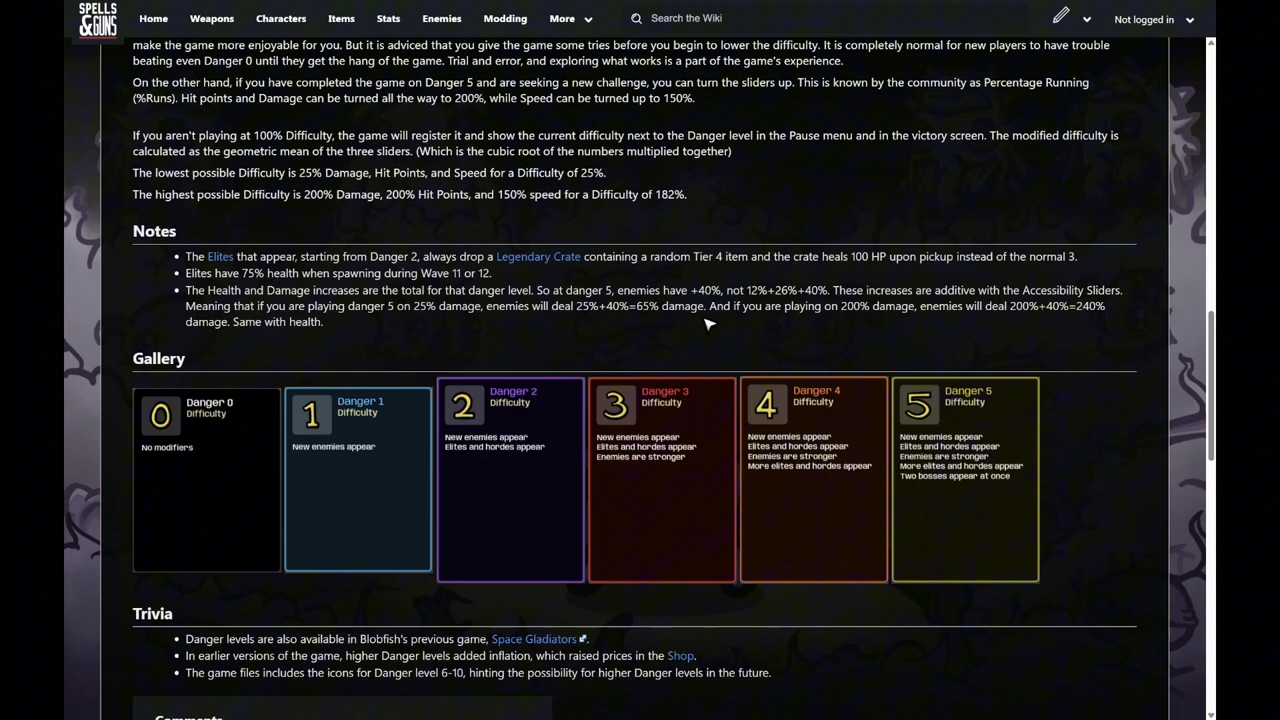 SPELLS
&GUNS
Home Weapons Characters Items Stats Enemies Modding More Search the Wiki Not logged in
make the game more enjoyable for you. But it is adviced that you give the game some tries before you begin to lower the difficulty. It is completely normal for new players to have trouble
beating even Danger 0 until they get the hang of the game. Trial and error, and exploring what works is a part of the game's experience.
On the other hand, if you have completed the game on Danger 5 and are seeking a new challenge, you can turn the sliders up. This is known by the community as Percentage Running
(%Runs). Hit points and Damage can be turned all the way to 200%, while Speed can be turned up to 150%.
If you aren't playing at 100% Difficulty, the game will register it and show the current difficulty next to the Danger level in the Pause menu and in the victory screen. The modified difficulty is
calculated as the geometric mean of the three sliders. (Which is the cubic root of the numbers multiplied together)
The lowest possible Difficulty is 25% Damage, Hit Points, and Speed for a Difficulty of 25%.
The highest possible Difficulty is 200% Damage, 200% Hit Points, and 150% speed for a Difficulty of 182%.
Notes
• The Elites that appear, starting from Danger 2, always drop a Legendary Crate containing a random Tier 4 item and the crate heals 100 HP upon pickup instead of the normal 3.
• Elites have 75% health when spawning during Wave 11 or 12.
• The Health and Damage increases are the total for that danger level. So at danger 5, enemies have +40%, not 12%+26%+40%. These increases are additive with the Accessibility Sliders.
Meaning that if you are playing danger 5 on 25% damage, enemies will deal 25%+40%=65% damage. And if you are playing on 200% damage, enemies will deal 200%+40%=240%
damage. Same with health.
Gallery
0 Danger 0
Difficulty
No modifiers
1 Danger 1
Difficulty
New enemies appear
2 Danger 2
Difficulty
New enemies appear
Elites and hordes appear
3 Danger 3
Difficulty
New enemies appear
Elites and hordes appear
Enemies are stronger
4 Danger 4
Difficulty
New enemies appear
Elites and hordes appear
Enemies are stronger
More elites and hordes appear
5 Danger 5
Difficulty
New enemies appear
Elites and hordes appear
Enemies are stronger
More elites and hordes appear
Two bosses appear at once
Trivia
• Danger levels are also available in Blobfish's previous game, Space Gladiators.
• In earlier versions of the game, higher Danger levels added inflation, which raised prices in the Shop.
• The game files includes the icons for Danger level 6-10, hinting the possibility for higher Danger levels in the future.
Comments